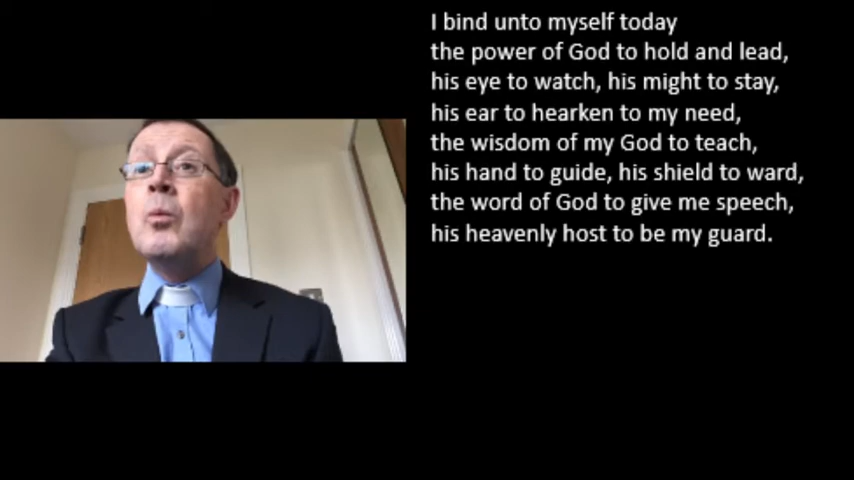 I bind unto myself today
the power of God to hold and lead,
his eye to watch, his might to stay,
his ear to hearken to my need,
the wisdom of my God to teach,
his hand to guide, his shield to ward,
the word of God to give me speech,
his heavenly host to be my guard.